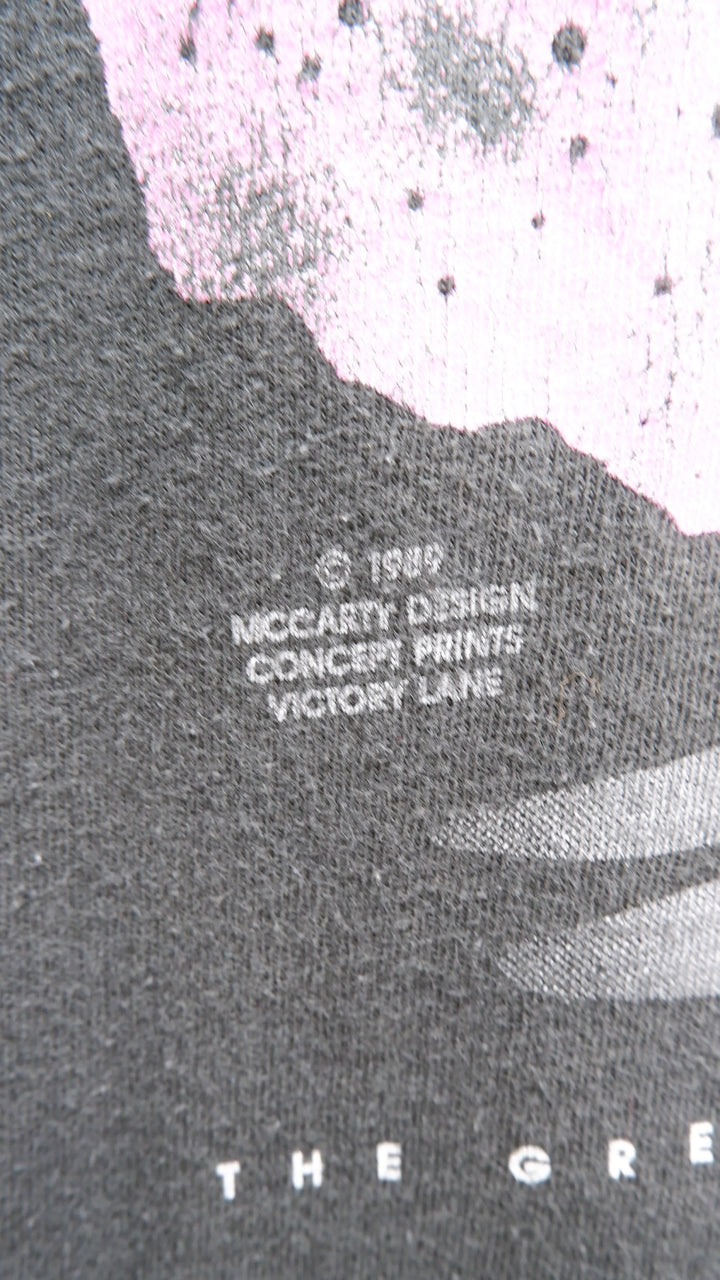 © 1989
MCCARTY DESIGN
CONCEPT PRINTS
VICTORY LANE
THE GRE